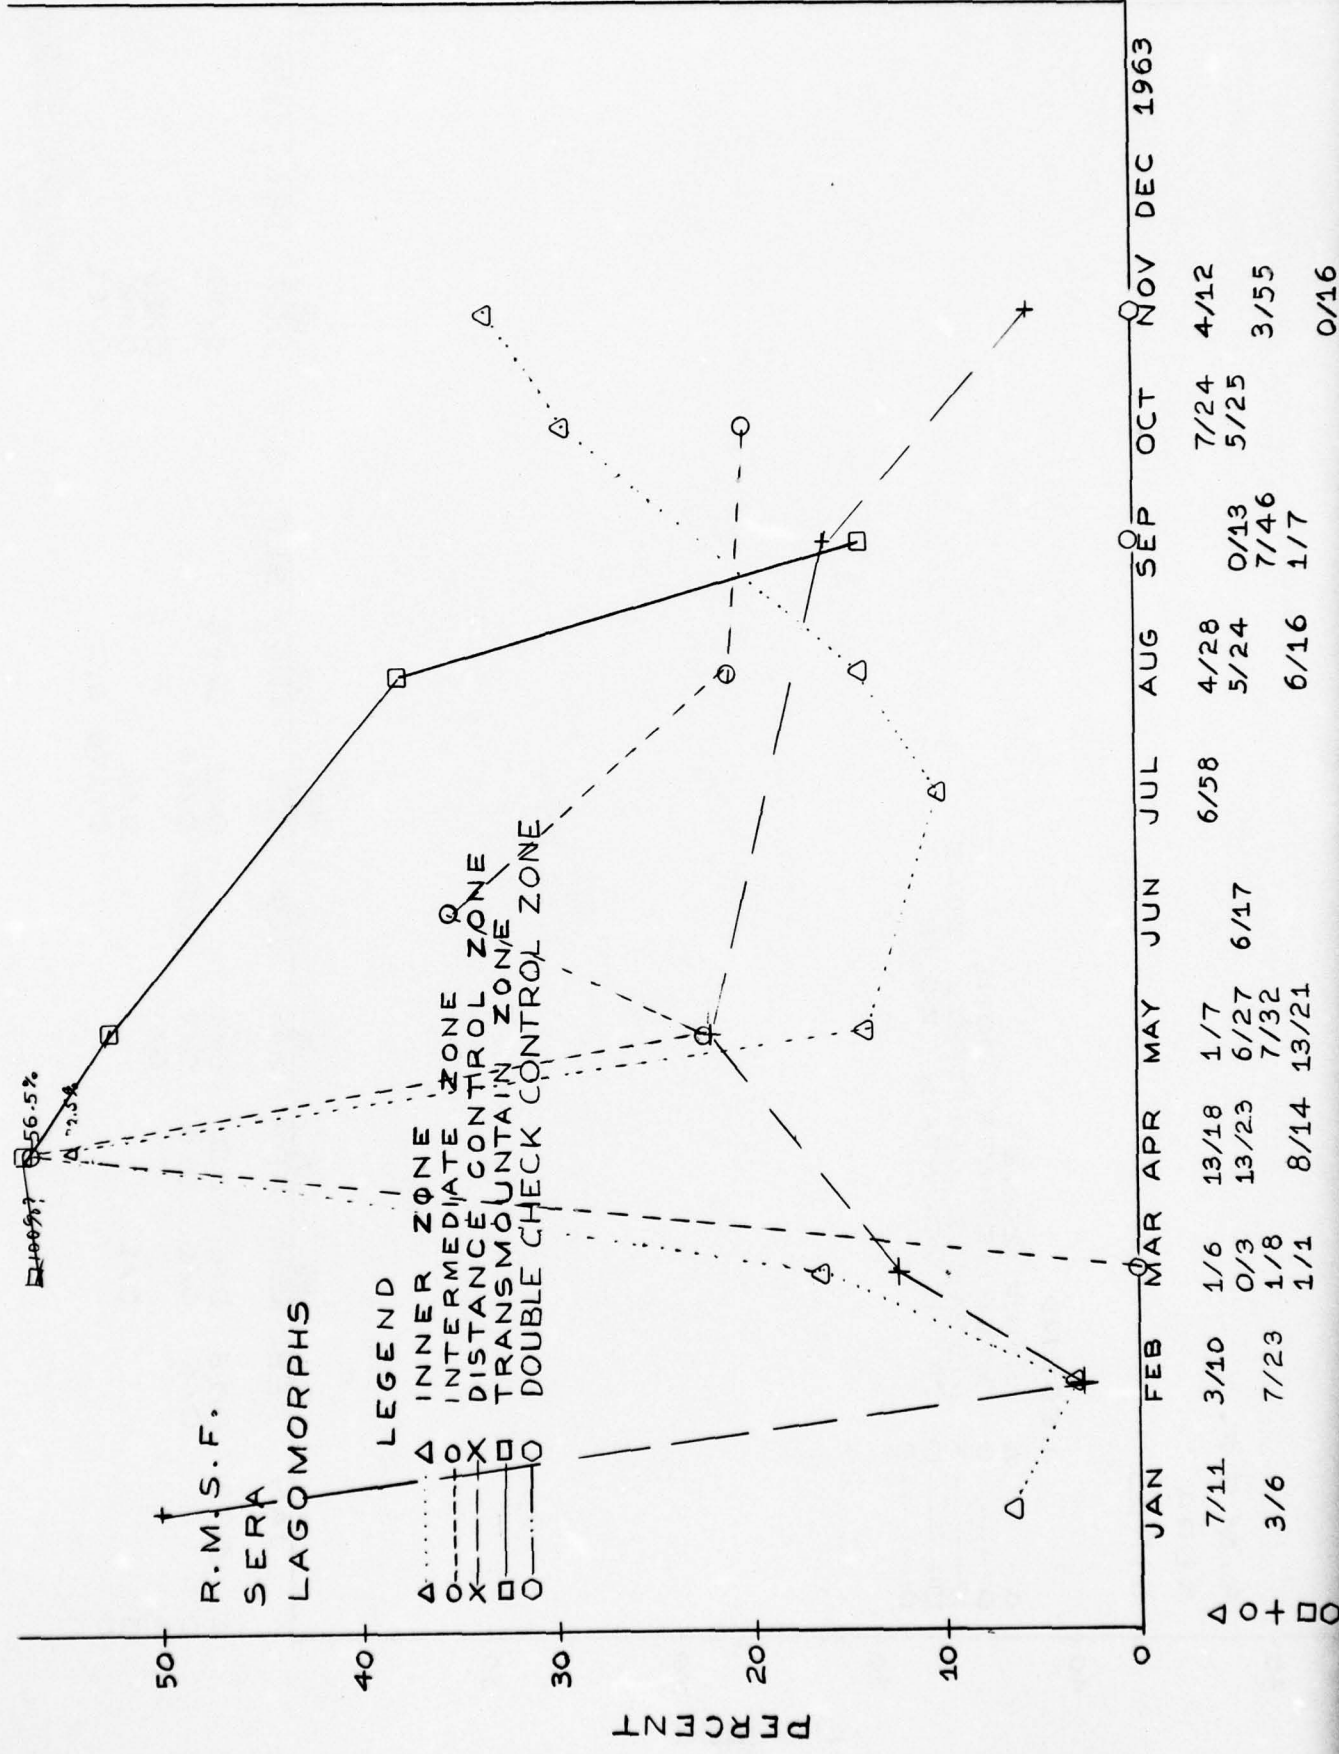 R.M.S.F.
SERA
LAGOMORPHS
LEGEND
INNER ZONE
INTERMEDIATE ZONE
DISTANCE CONTROL ZONE
TRANSMOUNTAIN ZONE
DOUBLE CHECK CONTROL ZONE
100%?
56.5%
PERCENT
50
40
30
20
10
0
JAN FEB MAR APR MAY JUN JUL AUG SEP OCT NOV DEC 1963
Δ 7/11 3/10 1/6 13/18 1/7 6/58 4/28 7/24 4/12
O 0/3 13/23 6/27 6/17 5/24 0/13 5/25
+ 3/6 7/23 1/8 7/32 7/46 3/55
□ 1/1 8/14 13/21 6/16 1/7
⬡ 0/16